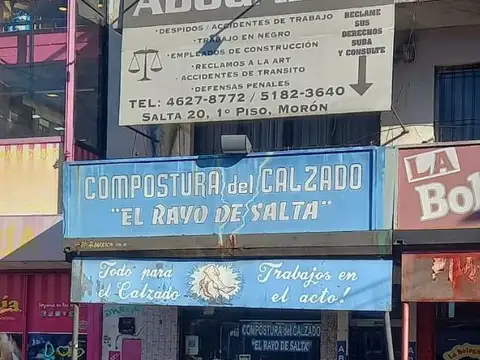 · DESPIDOS / ACCIDENTES DE TRABAJO
· TRABAJO EN NEGRO
· EMPLEADOS DE CONSTRUCCIÓN
· RECLAMOS A LA ART
· ACCIDENTES DE TRANSITO
· DEFENSAS PENALES
RECLAME
SUS
DERECHOS
SUBA
Y CONSULTE
TEL: 4627-8772 / 5182-3640
SALTA 20, 1º PISO, MORÓN
COMPOSTURA del CALZADO
"EL RAYO DE SALTA"
LA
Todo para
el Calzado
Trabajos en
el acto!
COMPOSTURA del CALZADO
"EL RAYO DE SALTA"